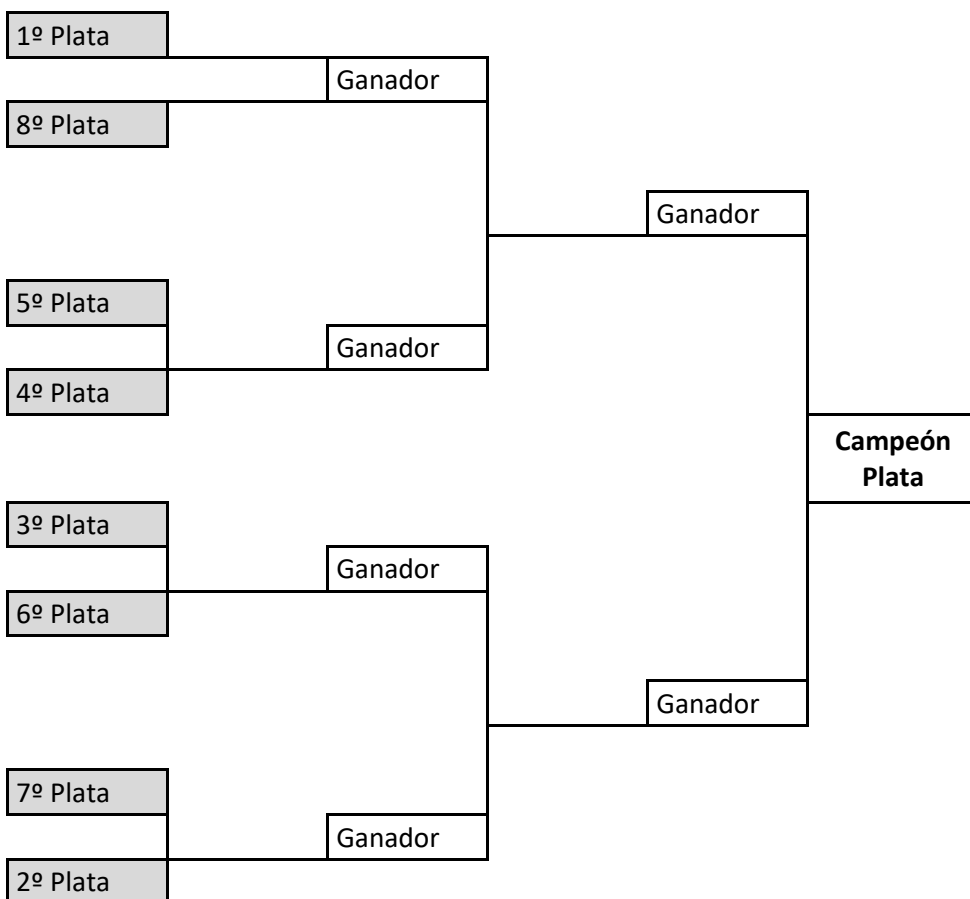 1º Plata
Ganador
8º Plata
Ganador
5º Plata
Ganador
4º Plata
Campeón
Plata
3º Plata
Ganador
6º Plata
Ganador
7º Plata
Ganador
2º Plata